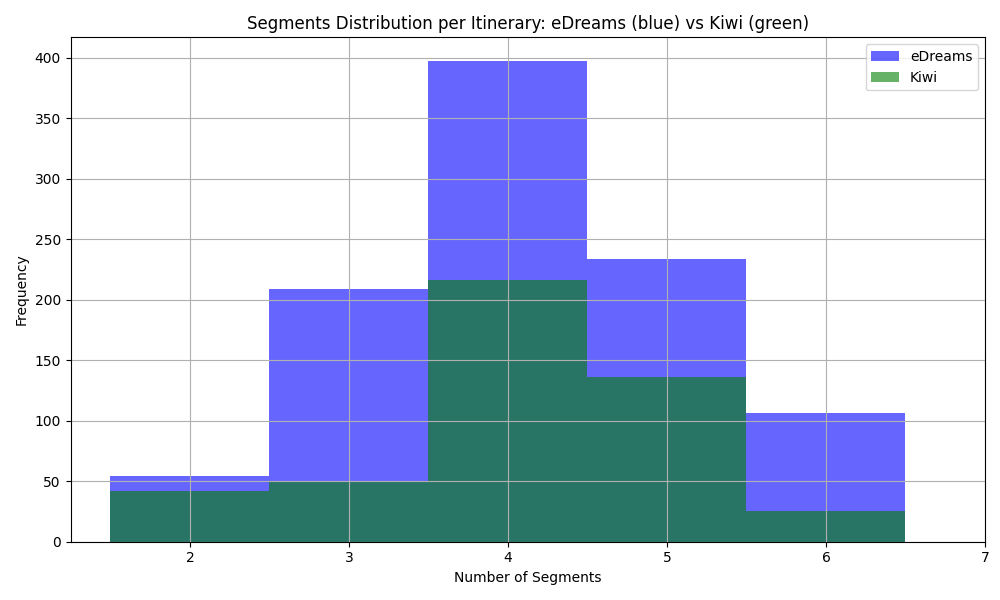 Segments Distribution per Itinerary: eDreams (blue) vs Kiwi (green)
eDreams
Kiwi
Frequency
400
350
300
250
200
150
100
50
0
2 3 4 5 6 7
Number of Segments